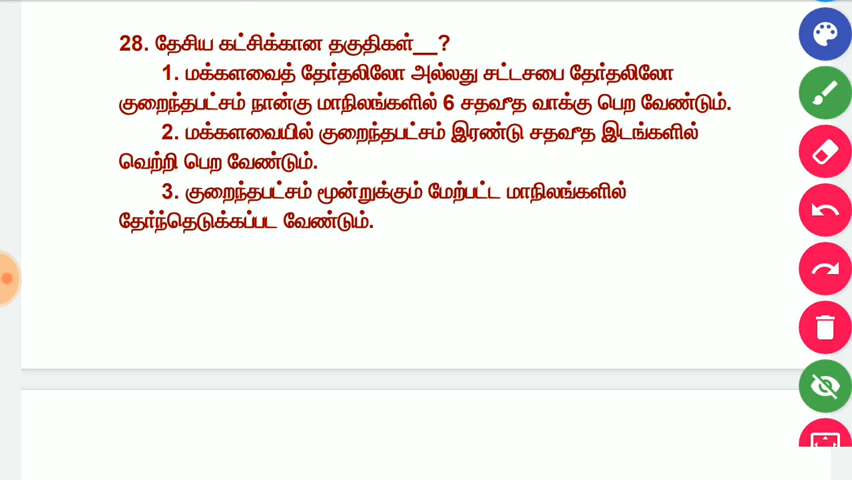 28. தேசிய கட்சிக்கான தகுதிகள்__?
1. மக்களவைத் தேர்தலிலோ அல்லது சட்டசபை தேர்தலிலோ
குறைந்தபட்சம் நான்கு மாநிலங்களில் 6 சதவீத வாக்கு பெற வேண்டும்.
2. மக்களவையில் குறைந்தபட்சம் இரண்டு சதவீத இடங்களில்
வெற்றி பெற வேண்டும்.
3. குறைந்தபட்சம் மூன்றுக்கும் மேற்பட்ட மாநிலங்களில்
தேர்ந்தெடுக்கப்பட வேண்டும்.